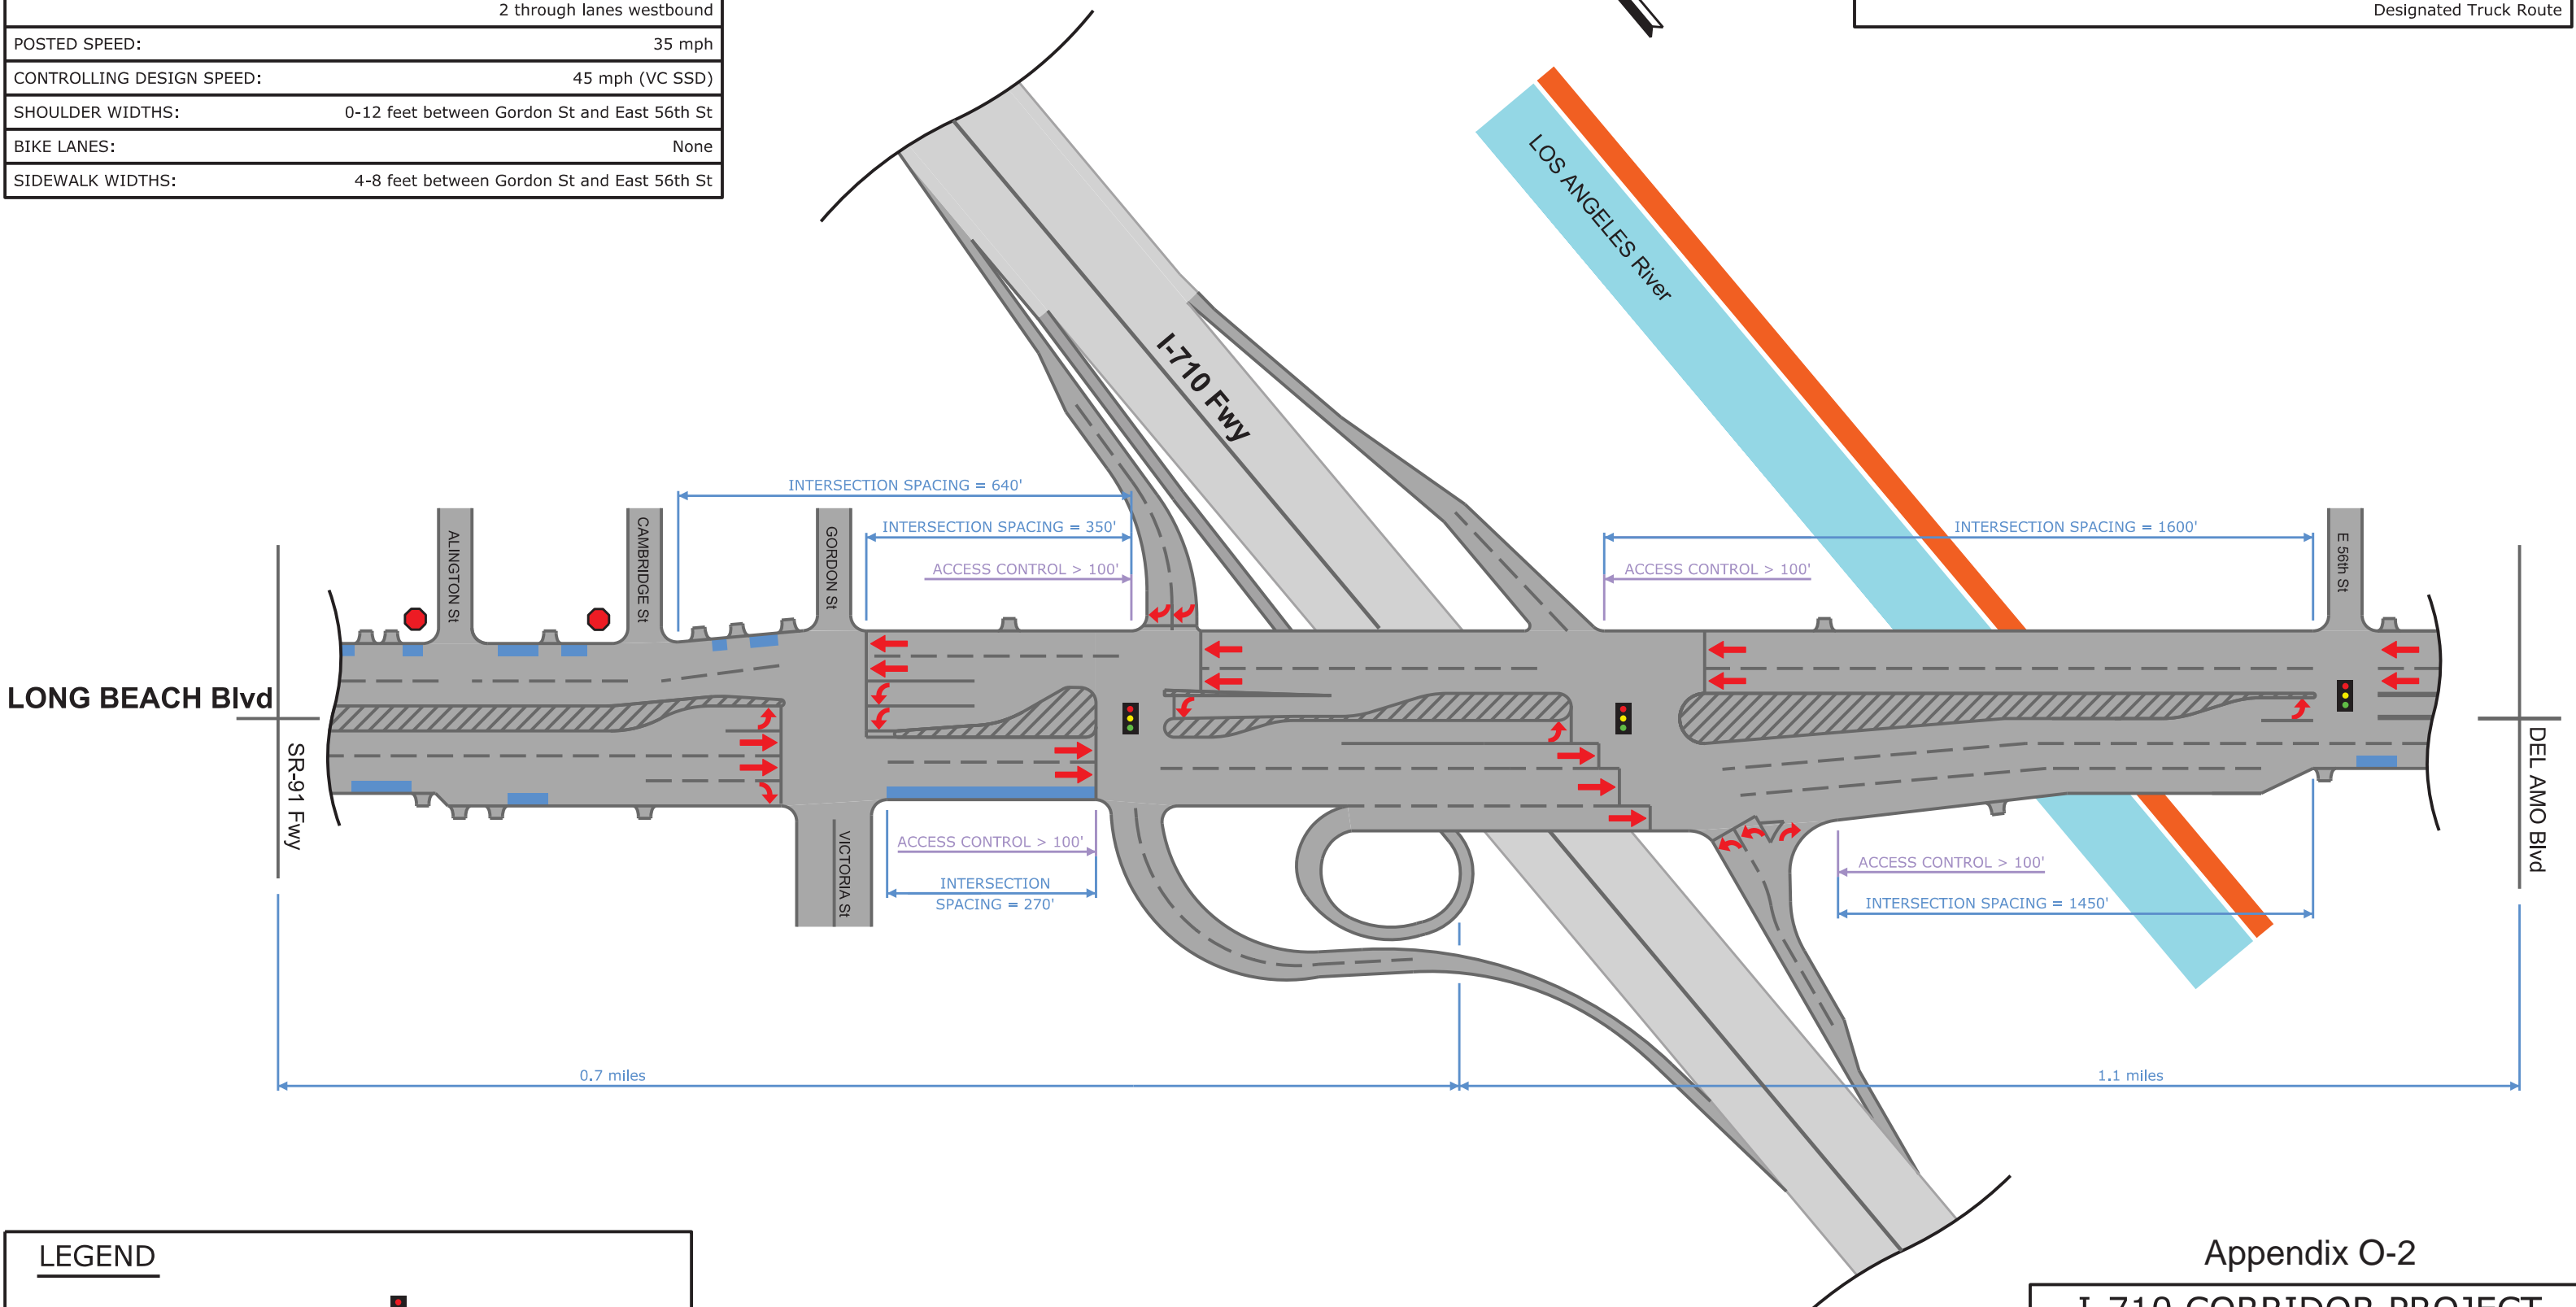 2 through lanes westbound
POSTED SPEED: 35 mph
CONTROLLING DESIGN SPEED: 45 mph (VC SSD)
SHOULDER WIDTHS: 0-12 feet between Gordon St and East 56th St
BIKE LANES: None
SIDEWALK WIDTHS: 4-8 feet between Gordon St and East 56th St
Designated Truck Route
LOS ANGELES River
I-710 Fwy
INTERSECTION SPACING = 640'
INTERSECTION SPACING = 350'
ACCESS CONTROL > 100'
INTERSECTION SPACING = 1600'
ACCESS CONTROL > 100'
ALINGTON St
CAMBRIDGE St
GORDON St
E 56th St
LONG BEACH Blvd
SR-91 Fwy
DEL AMO Blvd
VICTORIA St
ACCESS CONTROL > 100'
INTERSECTION
SPACING = 270'
ACCESS CONTROL > 100'
INTERSECTION SPACING = 1450'
0.7 miles
1.1 miles
LEGEND
Appendix O-2
I-710 CORRIDOR PROJECT